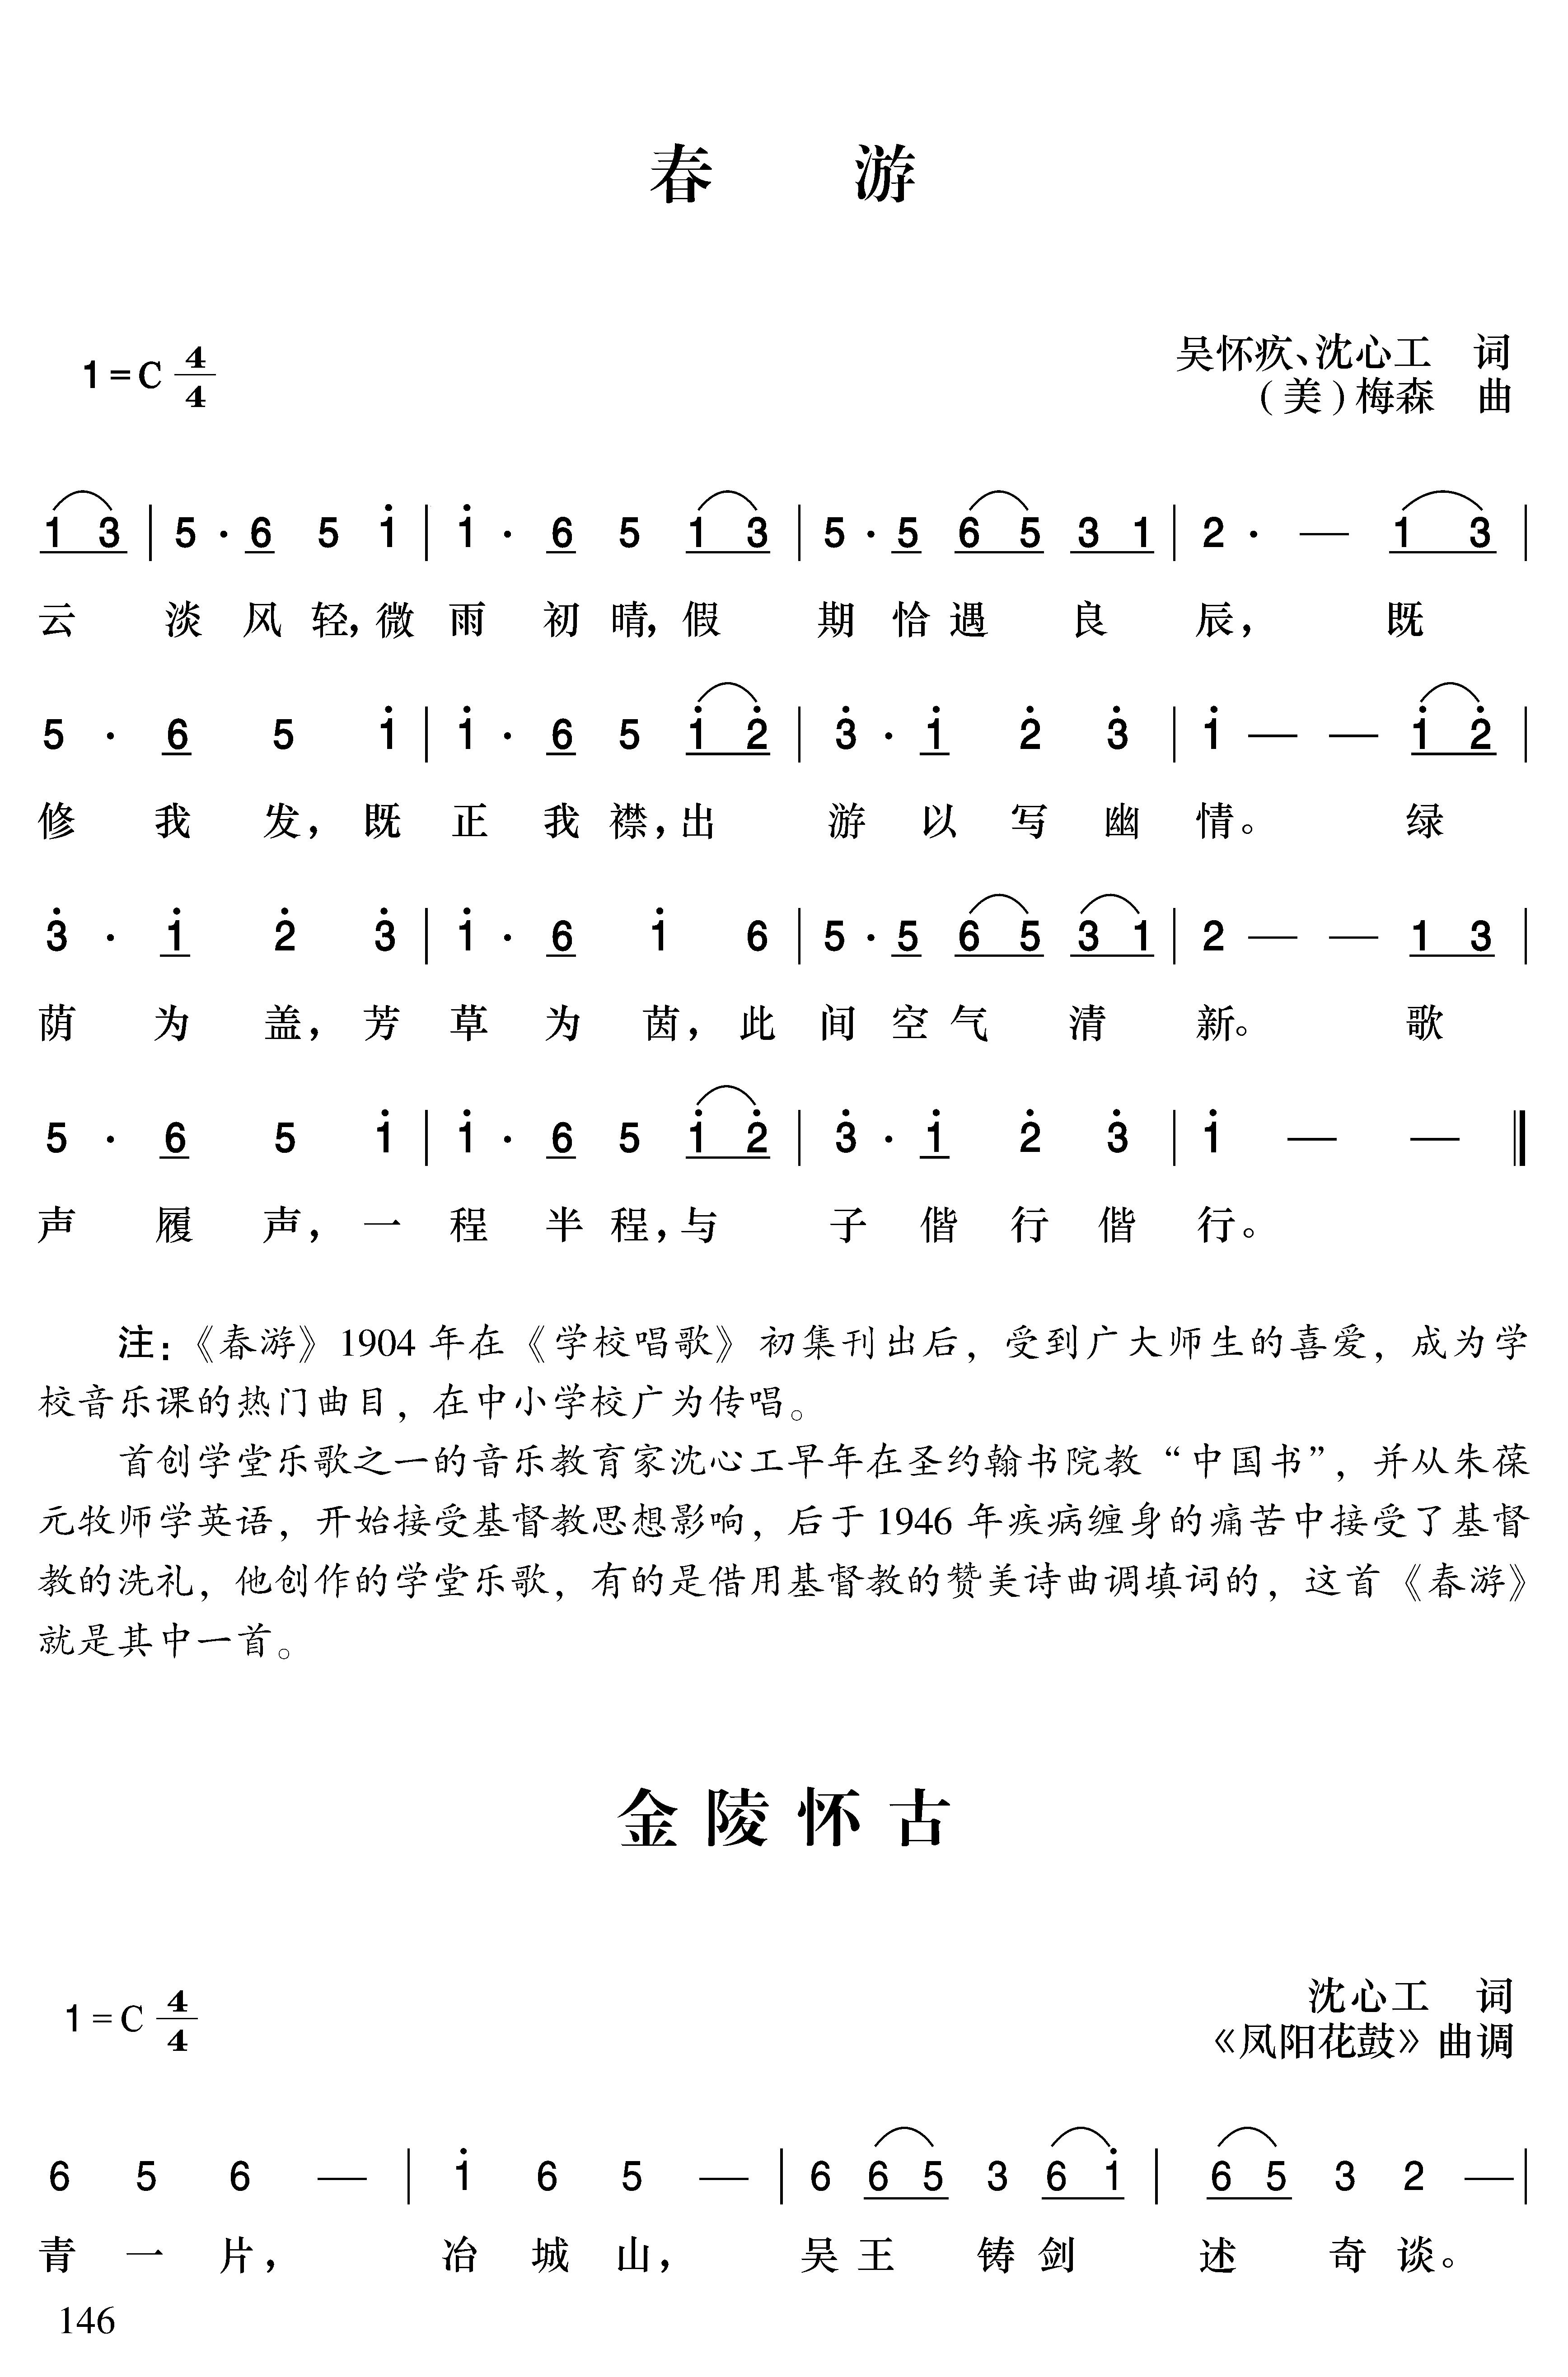 春 游
1=C 4/4
吴怀疚、沈心工 词
(美)梅森 曲
1 3 | 5 · 6 5 i̇ | i̇ · 6 5 1 3 | 5 · 5 6 5 3 1 | 2 · — 1 3 |
云 淡 风 轻，微 雨 初 晴，假 期 恰 遇 良 辰， 既
5 · 6 5 i̇ | i̇ · 6 5 i̇ 2̇ | 3̇ · i̇ 2̇ 3̇ | i̇ — — i̇ 2̇ |
修 我 发，既 正 我 襟，出 游 以 写 幽 情。 绿
3̇ · i̇ 2̇ 3̇ | i̇ · 6 i̇ 6 | 5 · 5 6 5 3 1 | 2 — — 1 3 |
荫 为 盖，芳 草 为 茵，此 间 空 气 清 新。 歌
5 · 6 5 i̇ | i̇ · 6 5 i̇ 2̇ | 3̇ · i̇ 2̇ 3̇ | i̇ — — ‖
声 履 声，一 程 半 程，与 子 偕 行 偕 行。
注：《春游》1904 年在《学校唱歌》初集刊出后，受到广大师生的喜爱，成为学
校音乐课的热门曲目，在中小学校广为传唱。
首创学堂乐歌之一的音乐教育家沈心工早年在圣约翰书院教“中国书”，并从朱葆
元牧师学英语，开始接受基督教思想影响，后于 1946 年疾病缠身的痛苦中接受了基督
教的洗礼，他创作的学堂乐歌，有的是借用基督教的赞美诗曲调填词的，这首《春游》
就是其中一首。
金陵怀古
1=C 4/4
沈心工 词
《凤阳花鼓》曲调
6 5 6 — | i̇ 6 5 — | 6 6 5 3 6 i̇ | 6 5 3 2 — |
青 一 片， 冶 城 山， 吴 王 铸 剑 述 奇 谈。
146